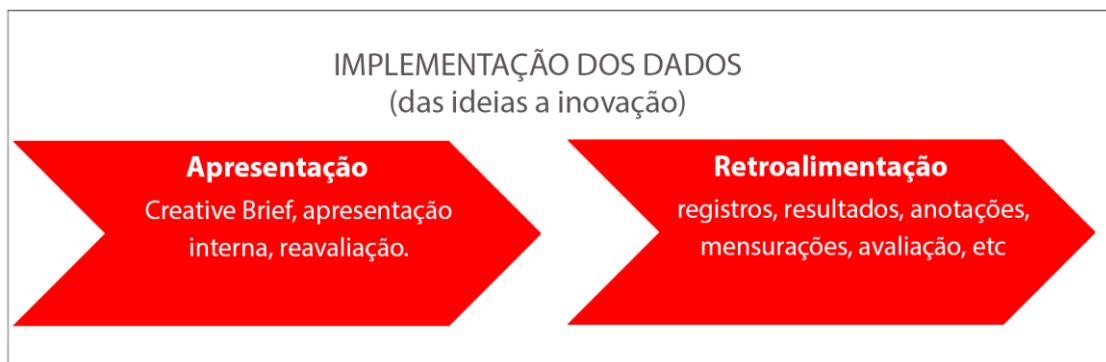 IMPLEMENTAÇÃO DOS DADOS
(das ideias a inovação)
Apresentação
Creative Brief, apresentação
interna, reavaliação.
Retroalimentação
registros, resultados, anotações,
mensurações, avaliação, etc